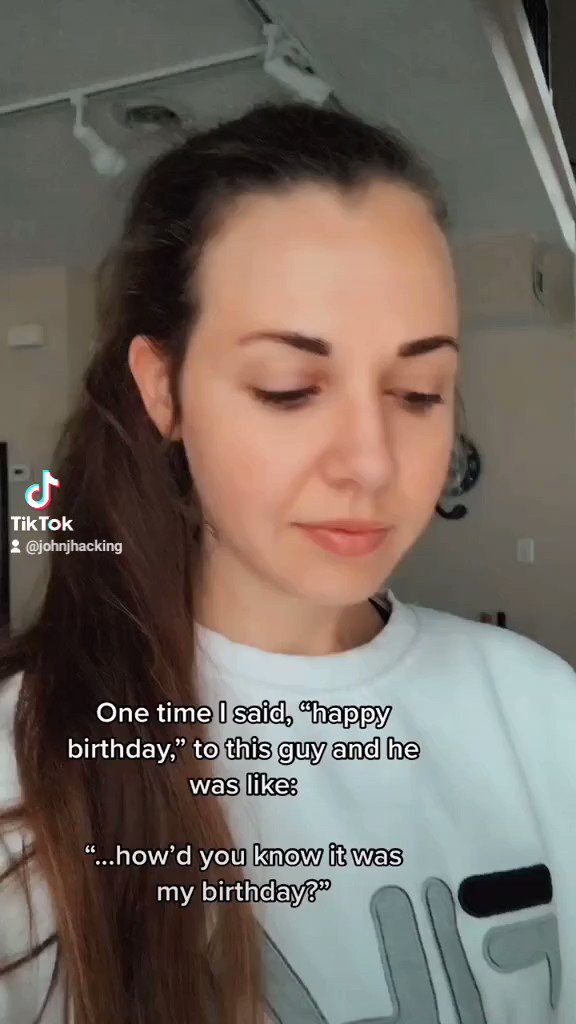 TikTok
@johnjhacking
One time I said, “happy
birthday,” to this guy and he
was like:
“...how’d you know it was
my birthday?”